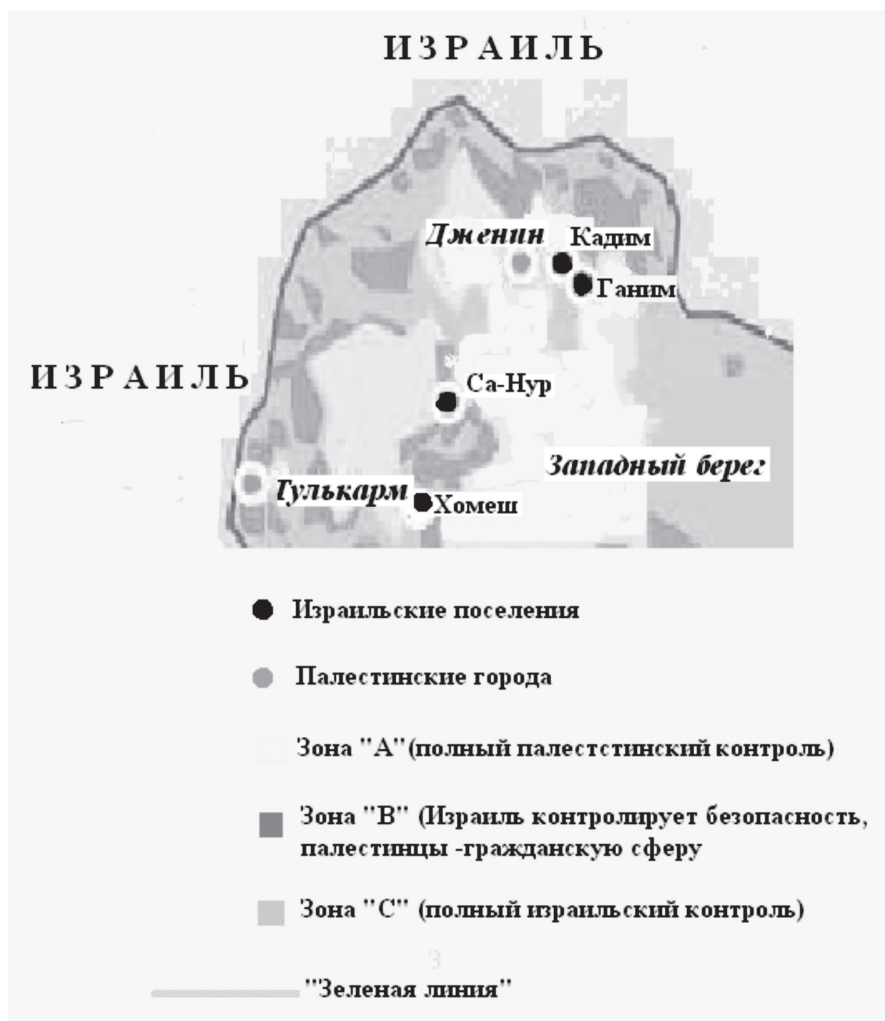 ИЗРАИЛЬ
Дженин
Кадим
Ганим
ИЗРАИЛЬ
Са-Нур
Западный берег
Тулькарм
Хомеш
Израильские поселения
Палестинские города
Зона "А"(полный палестстинский контроль)
Зона "В" (Израиль контролирует безопасность,
палестинцы -гражданскую сферу
Зона "С" (полный израильский контроль)
З
"Зеленая линия"